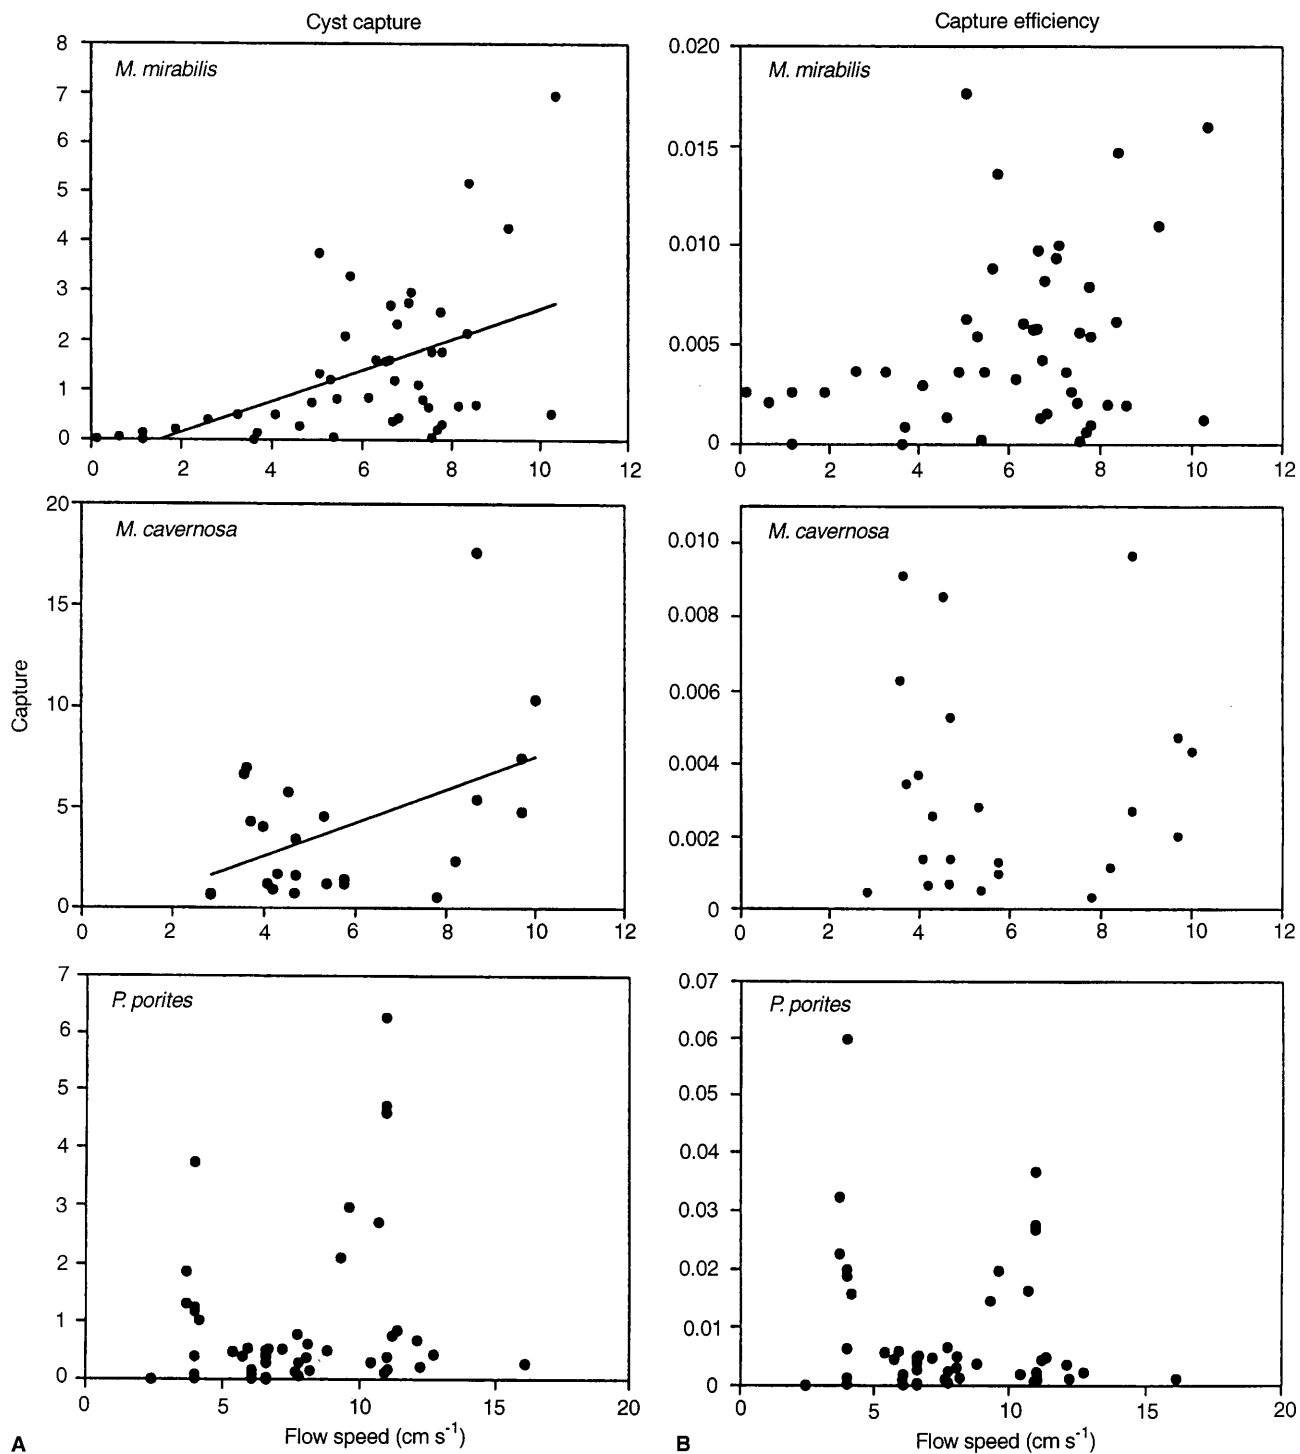 Cyst capture
Capture efficiency
M. mirabilis
8
7
6
5
4
3
2
1
0
0 2 4 6 8 10 12
M. mirabilis
0.020
0.015
0.010
0.005
0
0 2 4 6 8 10 12
Capture
M. cavernosa
20
15
10
5
0
0 2 4 6 8 10 12
M. cavernosa
0.010
0.008
0.006
0.004
0.002
0
0 2 4 6 8 10 12
P. porites
7
6
5
4
3
2
1
0
0 5 10 15 20
Flow speed (cm s⁻¹)
A
P. porites
0.07
0.06
0.05
0.04
0.03
0.02
0.01
0
0 5 10 15 20
Flow speed (cm s⁻¹)
B